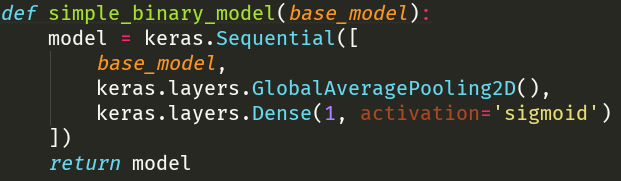 def simple_binary_model(base_model):
    model = keras.Sequential([
        base_model,
        keras.layers.GlobalAveragePooling2D(),
        keras.layers.Dense(1, activation='sigmoid')
    ])
    return model